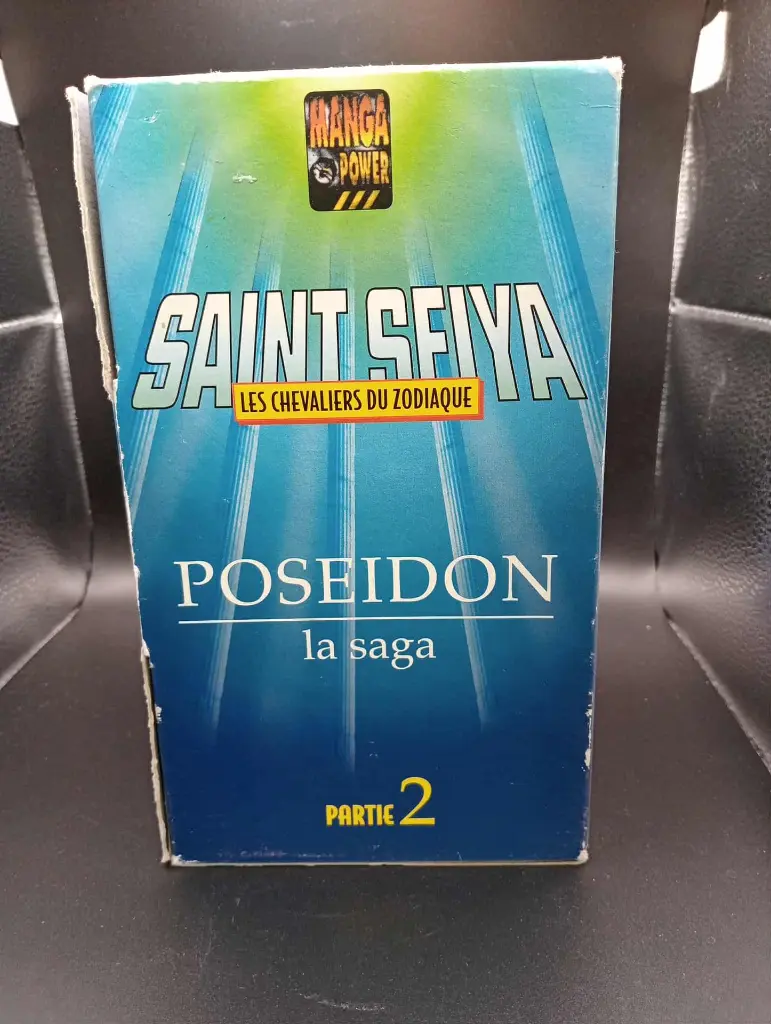 MANGA
POWER
SAINT SEIYA
LES CHEVALIERS DU ZODIAQUE
POSEIDON
la saga
PARTIE 2